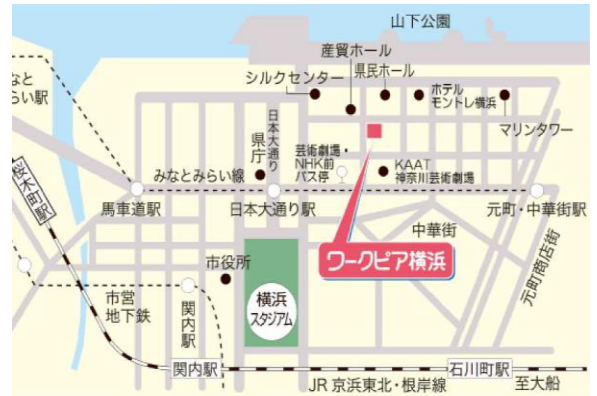 山下公園
産貿ホール
県民ホール
シルクセンター
ホテル
モントレ横浜
マリンタワー
なと
らい駅
日本大通り
県庁
芸術劇場・
NHK前
バス停
KAAT
神奈川芸術劇場
みなとみらい線
桜木町駅
馬車道駅
日本大通り駅
元町・中華街駅
中華街
元町商店街
ワークピア横浜
市役所
横浜
スタジアム
市営
地下鉄
関内駅
関内駅
石川町駅
JR 京浜東北・根岸線
至大船